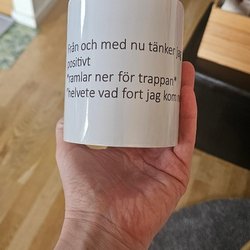 Från och med nu tänker jag
positivt
*ramlar ner för trappan*
*helvete vad fort jag kom